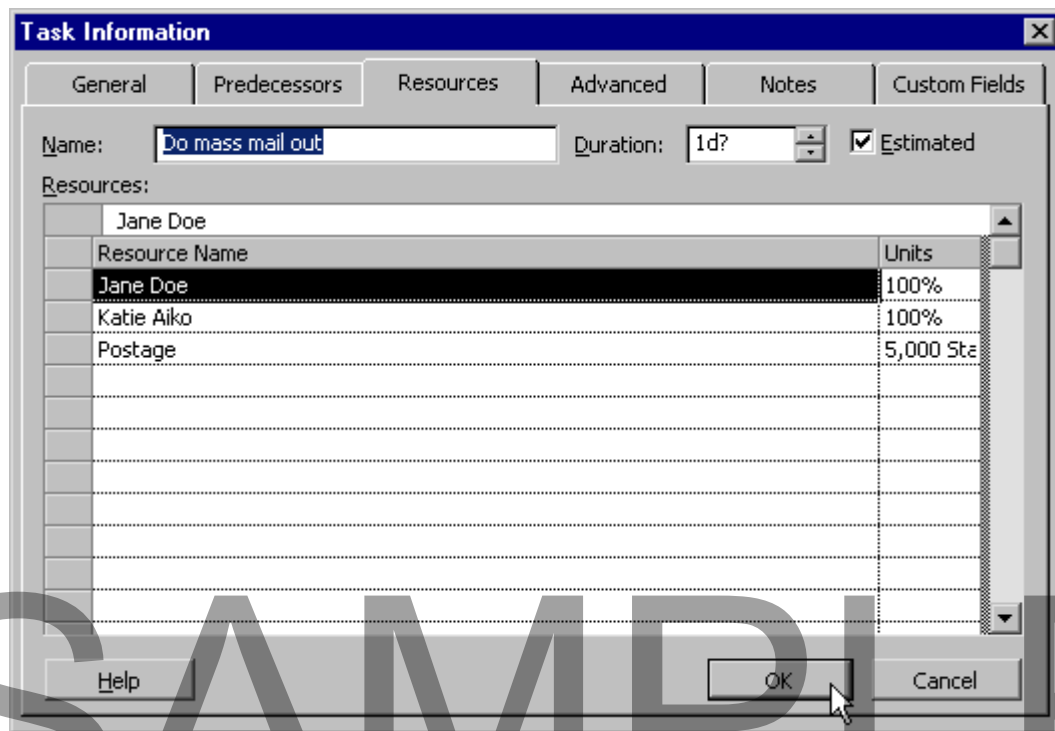 Task Information
General Predecessors Resources Advanced Notes Custom Fields
Name: Do mass mail out Duration: 1d? Estimated
Resources:
Jane Doe
Resource Name Units
Jane Doe 100%
Katie Aiko 100%
Postage 5,000 Sta
Help OK Cancel
SAMPL